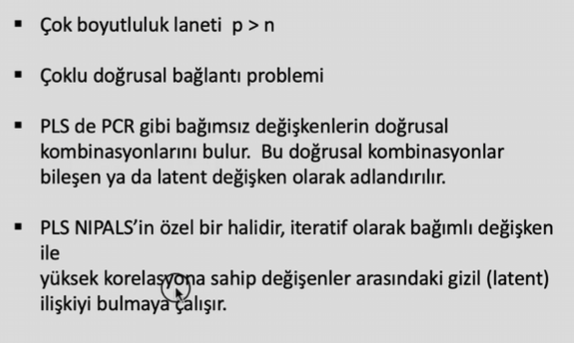 ▪ Çok boyutluluk laneti p > n
▪ Çoklu doğrusal bağlantı problemi
▪ PLS de PCR gibi bağımsız değişkenlerin doğrusal
kombinasyonlarını bulur. Bu doğrusal kombinasyonlar
bileşen ya da latent değişken olarak adlandırılır.
▪ PLS NIPALS’in özel bir halidir, iteratif olarak bağımlı değişken
ile
yüksek korelasyona sahip değişenler arasındaki gizil (latent)
ilişkiyi bulmaya çalışır.